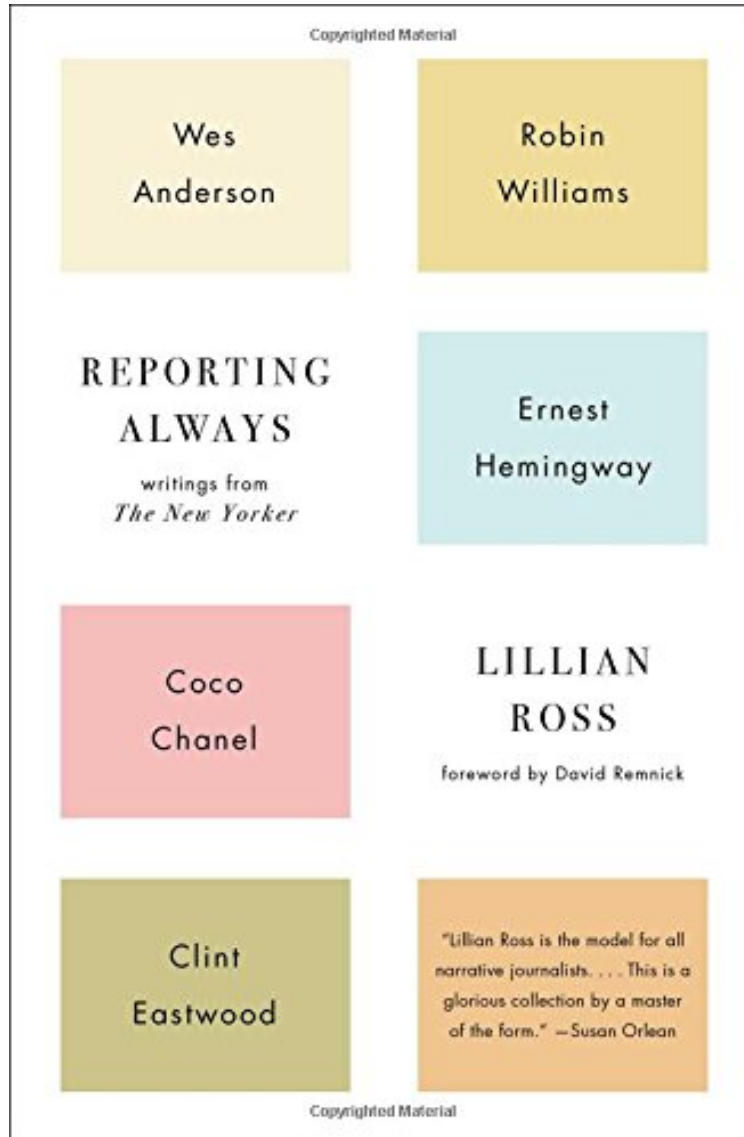 Copyrighted Material
Wes
Anderson
Robin
Williams
REPORTING
ALWAYS
writings from
The New Yorker
Ernest
Hemingway
Coco
Chanel
LILLIAN
ROSS
foreword by David Remnick
Clint
Eastwood
"Lillian Ross is the model for all
narrative journalists. . . . This is a
glorious collection by a master
of the form." —Susan Orlean
Copyrighted Material